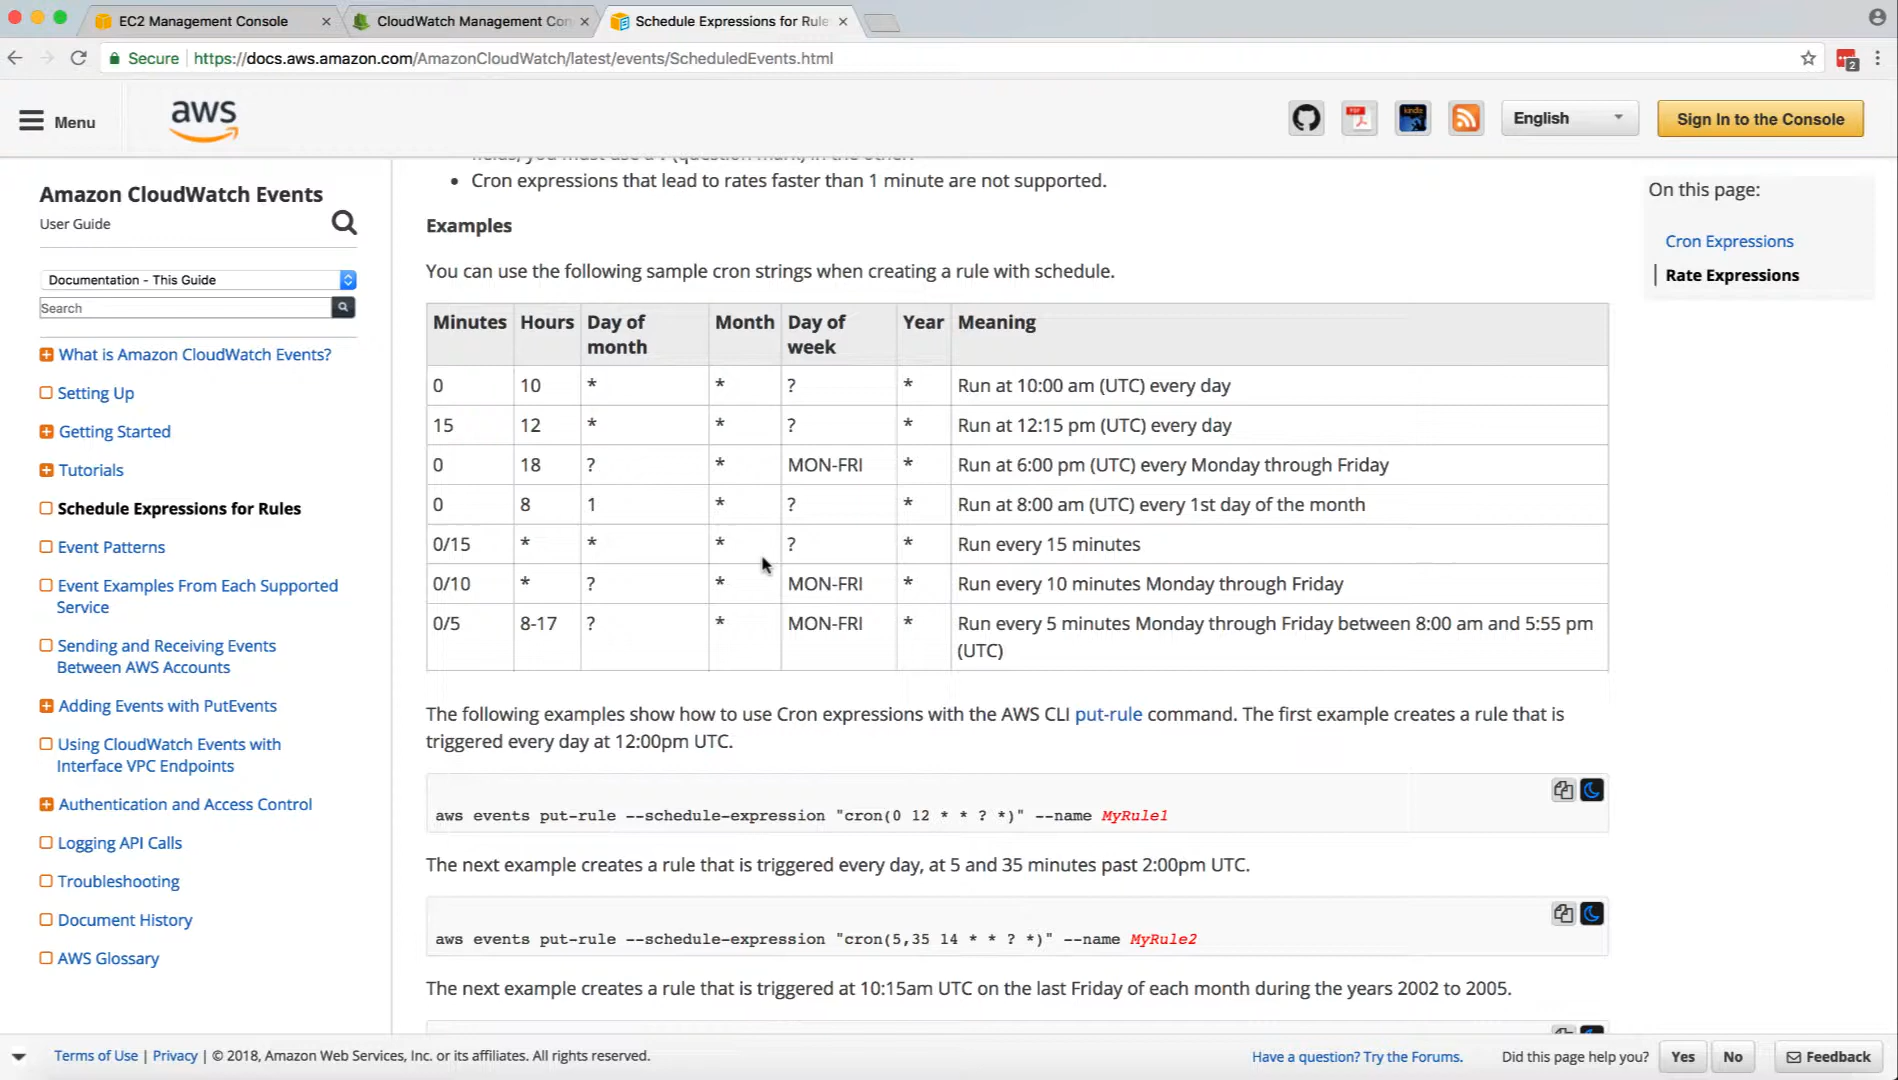 EC2 Management Console
CloudWatch Management Con
Schedule Expressions for Rule
Secure https://docs.aws.amazon.com/AmazonCloudWatch/latest/events/ScheduledEvents.html
2
Menu
aws
PDF
kindle
English
Sign In to the Console
Amazon CloudWatch Events
User Guide
Documentation - This Guide
Search
What is Amazon CloudWatch Events?
Setting Up
Getting Started
Tutorials
Schedule Expressions for Rules
Event Patterns
Event Examples From Each Supported
Service
Sending and Receiving Events
Between AWS Accounts
Adding Events with PutEvents
Using CloudWatch Events with
Interface VPC Endpoints
Authentication and Access Control
Logging API Calls
Troubleshooting
Document History
AWS Glossary
fields, you must use a ? (question mark) in the other.
• Cron expressions that lead to rates faster than 1 minute are not supported.
Examples
You can use the following sample cron strings when creating a rule with schedule.
Minutes Hours Day of month Month Day of week Year Meaning
0 10 * * ? * Run at 10:00 am (UTC) every day
15 12 * * ? * Run at 12:15 pm (UTC) every day
0 18 ? * MON-FRI * Run at 6:00 pm (UTC) every Monday through Friday
0 8 1 * ? * Run at 8:00 am (UTC) every 1st day of the month
0/15 * * * ? * Run every 15 minutes
0/10 * ? * MON-FRI * Run every 10 minutes Monday through Friday
0/5 8-17 ? * MON-FRI * Run every 5 minutes Monday through Friday between 8:00 am and 5:55 pm
(UTC)
The following examples show how to use Cron expressions with the AWS CLI put-rule command. The first example creates a rule that is
triggered every day at 12:00pm UTC.
aws events put-rule --schedule-expression "cron(0 12 * * ? *)" --name MyRule1
The next example creates a rule that is triggered every day, at 5 and 35 minutes past 2:00pm UTC.
aws events put-rule --schedule-expression "cron(5,35 14 * * ? *)" --name MyRule2
The next example creates a rule that is triggered at 10:15am UTC on the last Friday of each month during the years 2002 to 2005.
On this page:
Cron Expressions
Rate Expressions
Terms of Use | Privacy | © 2018, Amazon Web Services, Inc. or its affiliates. All rights reserved.
Have a question? Try the Forums.
Did this page help you?
Yes
No
Feedback